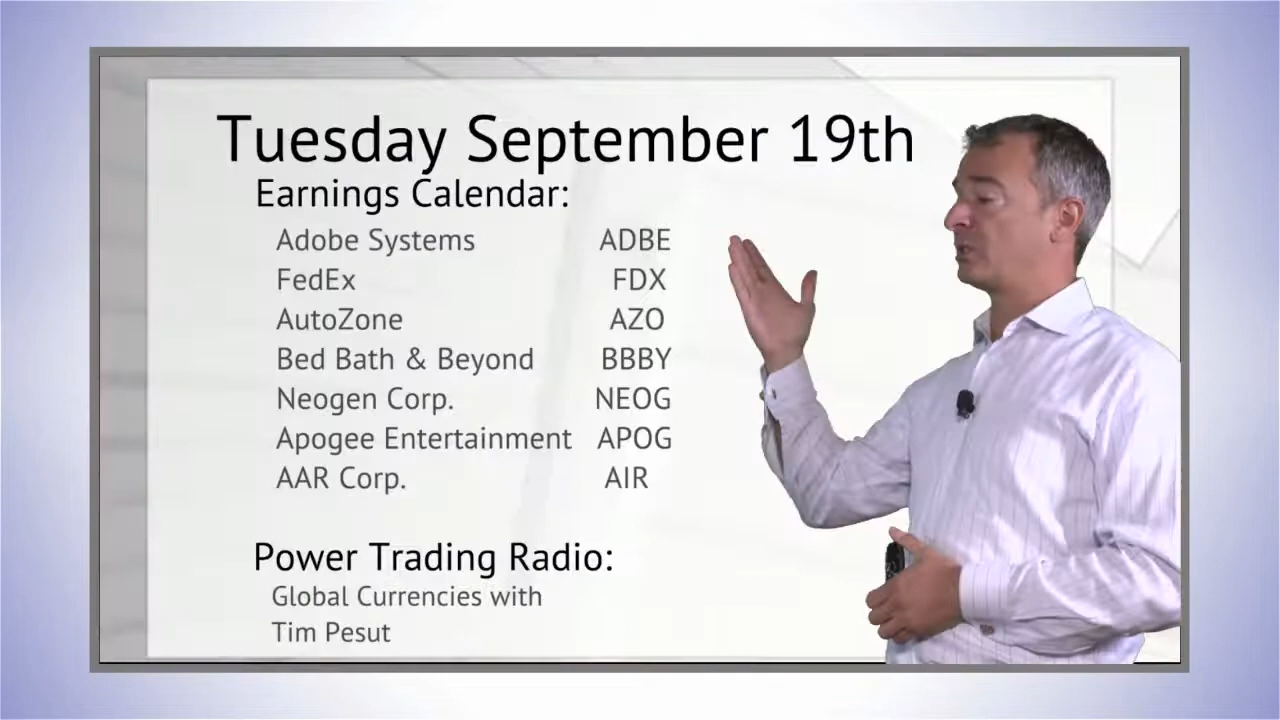 Tuesday September 19th
Earnings Calendar:
Adobe Systems ADBE
FedEx FDX
AutoZone AZO
Bed Bath & Beyond BBBY
Neogen Corp. NEOG
Apogee Entertainment APOG
AAR Corp. AIR
Power Trading Radio:
Global Currencies with
Tim Pesut